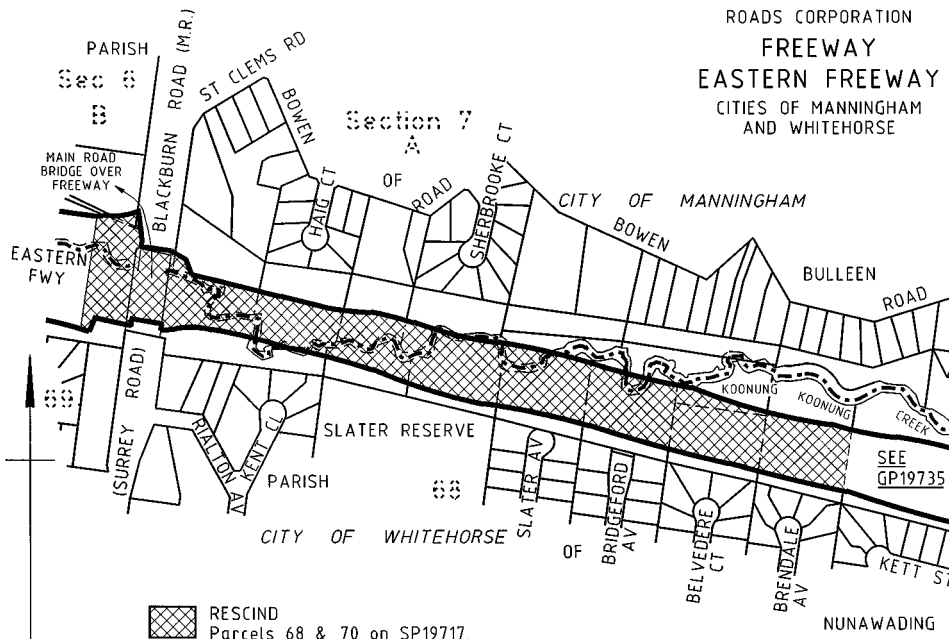 ROADS CORPORATION
FREEWAY
EASTERN FREEWAY
CITIES OF MANNINGHAM
AND WHITEHORSE
PARISH
Sec 6
B
BLACKBURN ROAD (M.R.)
ST CLEMS RD
BOWEN
Section 7
A
OF
ROAD
HAIG CT
SHERBROOKE CT
CITY OF MANNINGHAM
BOWEN
BULLEEN
ROAD
MAIN ROAD
BRIDGE OVER
FREEWAY
EASTERN
FWY
KOONUNG
KOONUNG
CREEK
SEE
GP19735
69
(SURREY ROAD)
RIALTON AV
KENT CL
SLATER RESERVE
PARISH
68
CITY OF WHITEHORSE
OF
SLATER AV
BRIDGEFORD
AV
BELVEDERE
CT
BRENDALE
AV
KETT ST
NUNAWADING
RESCIND
Parcels 68 & 70 on SP19717.